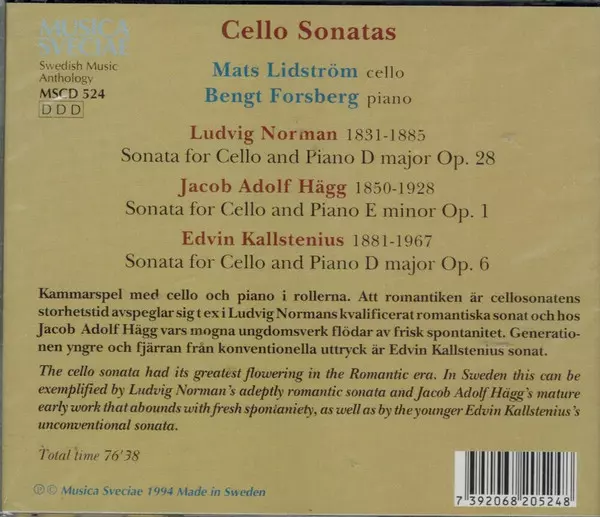 MUSICA
SVECIAE
Swedish Music
Anthology
MSCD 524
DDD
Cello Sonatas
Mats Lidström cello
Bengt Forsberg piano
Ludvig Norman 1831-1885
Sonata for Cello and Piano D major Op. 28
Jacob Adolf Hägg 1850-1928
Sonata for Cello and Piano E minor Op. 1
Edvin Kallstenius 1881-1967
Sonata for Cello and Piano D major Op. 6
Kammarspel med cello och piano i rollerna. Att romantiken är cellosonatens
storhetstid avspeglar sig t ex i Ludvig Normans kvalificerat romantiska sonat och hos
Jacob Adolf Hägg vars mogna ungdomsverk flödar av frisk spontanitet. Generatio-
nen yngre och fjärran från konventionella uttryck är Edvin Kallstenius sonat.
The cello sonata had its greatest flowering in the Romantic era. In Sweden this can be
exemplified by Ludvig Norman's adeptly romantic sonata and Jacob Adolf Hägg's mature
early work that abounds with fresh spontaniety, as well as by the younger Edvin Kallstenius's
unconventional sonata.
Total time 76'38
℗ © Musica Sveciae 1994 Made in Sweden
7 392068 205248